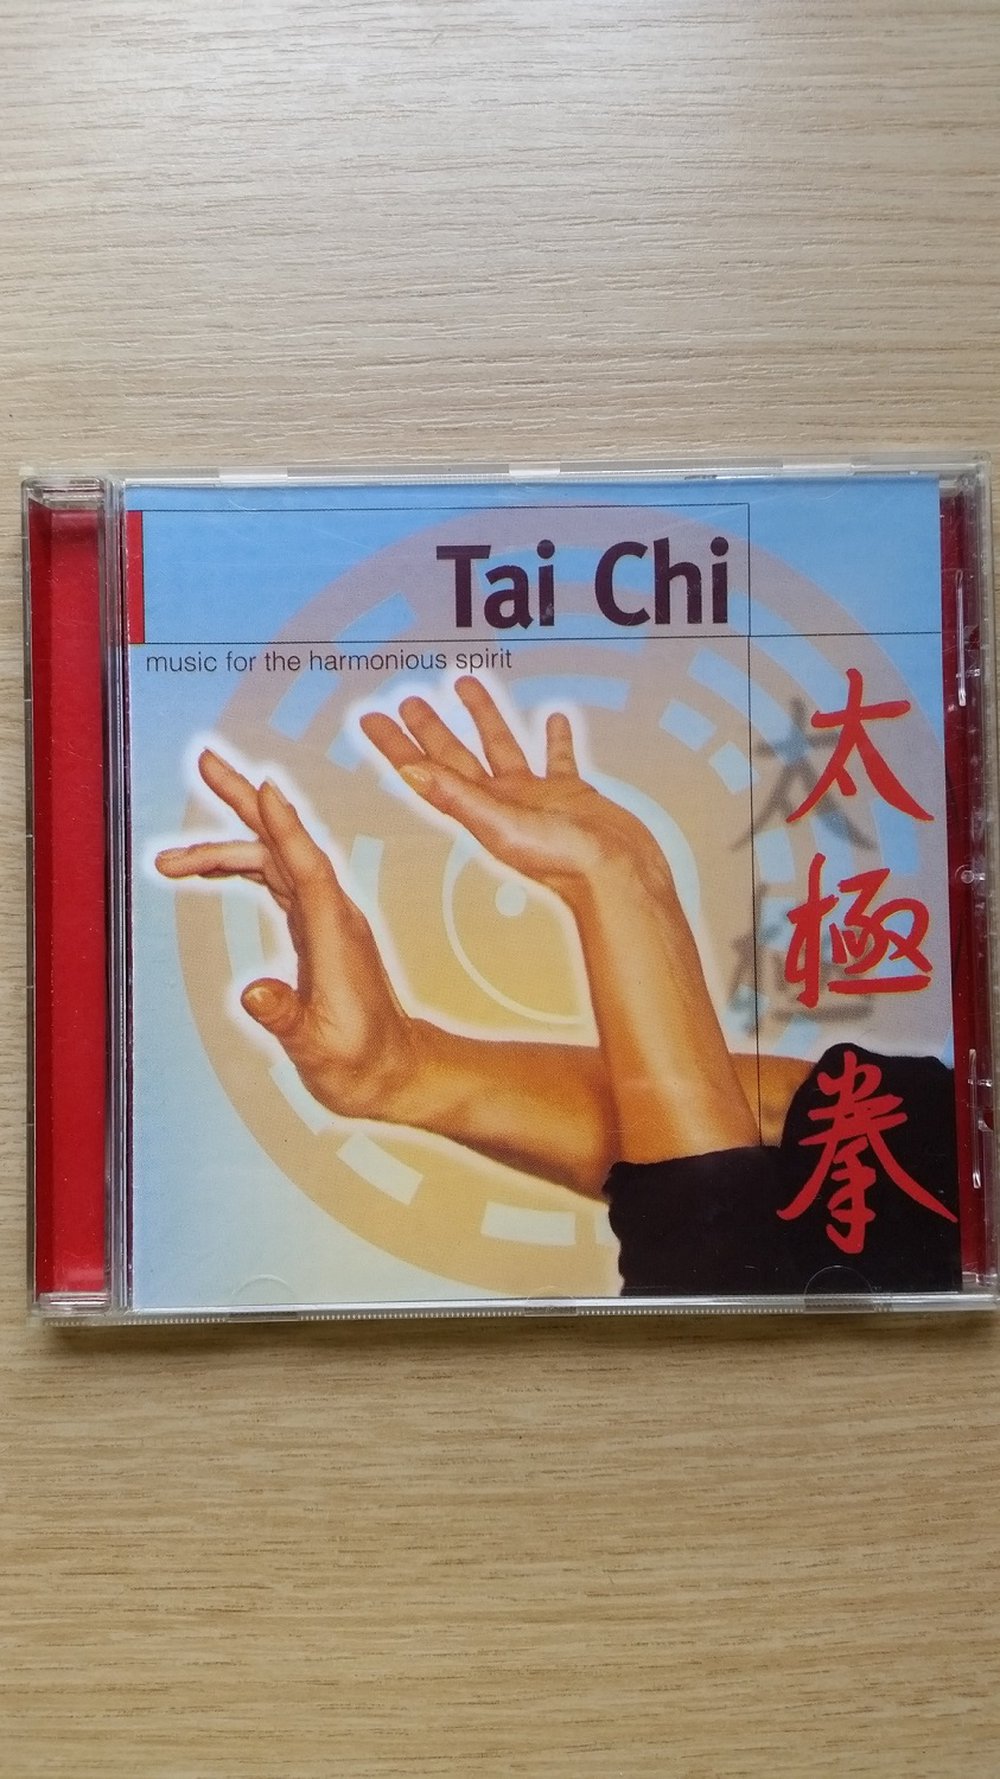 Tai Chi
music for the harmonious spirit
太
極
拳